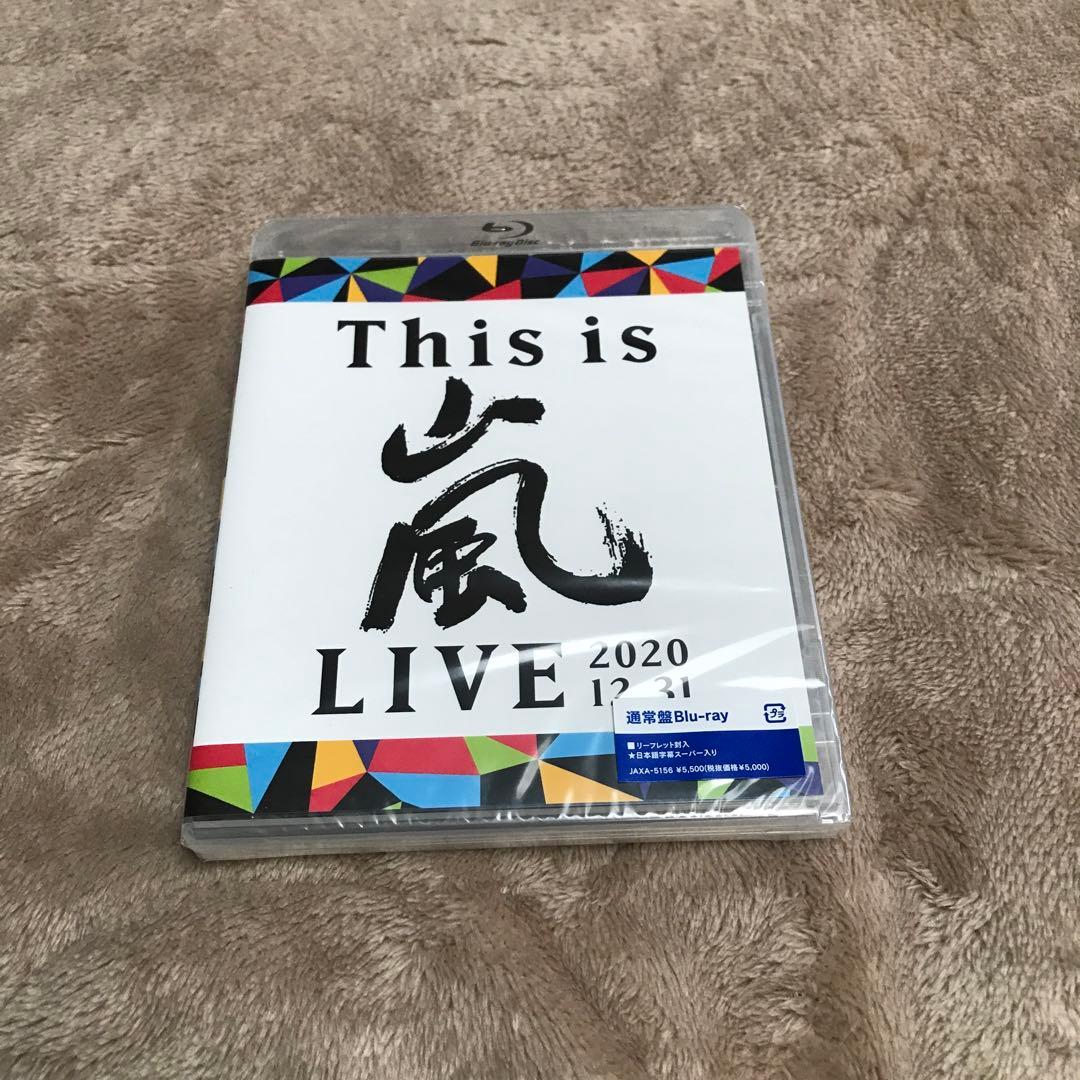 Blu-ray Disc
This is
嵐
LIVE 2020
12 31
通常盤Blu-ray
プラ
■リーフレット封入
★日本語字幕スーパー入り
JAXA-5156 ¥5,500(税抜価格¥5,000)